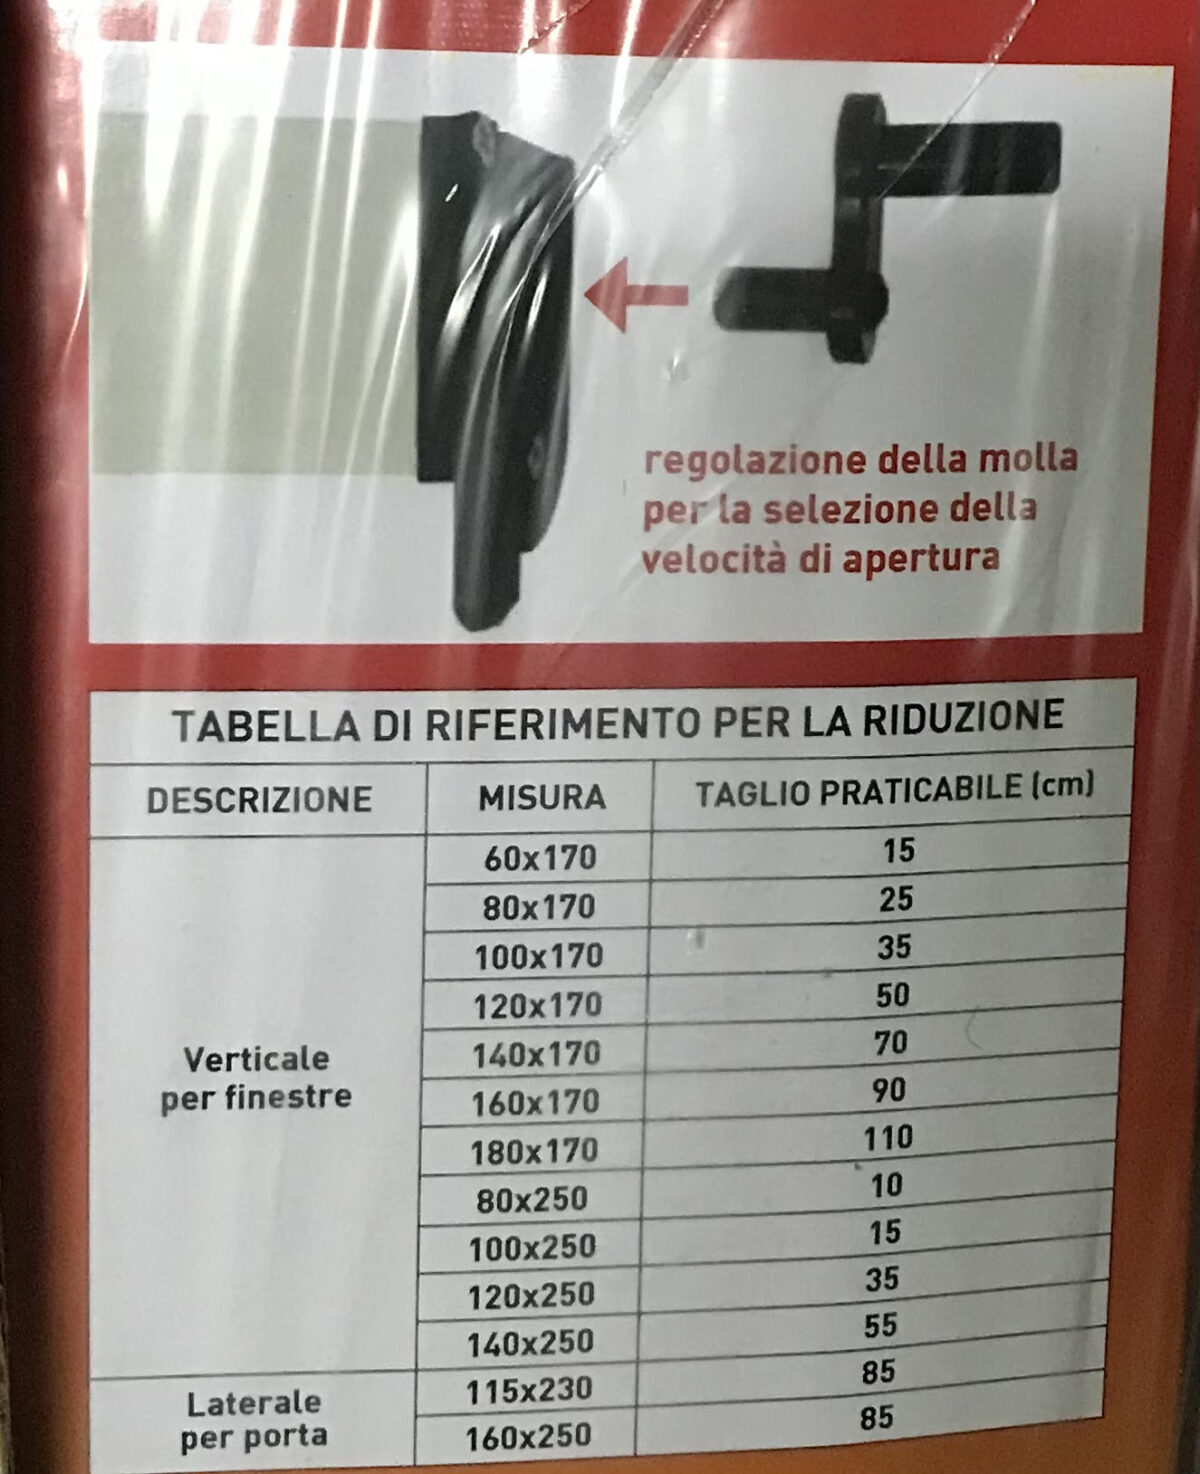 regolazione della molla
per la selezione della
velocità di apertura
TABELLA DI RIFERIMENTO PER LA RIDUZIONE
DESCRIZIONE MISURA TAGLIO PRATICABILE (cm)
Verticale
per finestre
60x170 15
80x170 25
100x170 35
120x170 50
140x170 70
160x170 90
180x170 110
80x250 10
100x250 15
120x250 35
140x250 55
Laterale
per porta
115x230 85
160x250 85